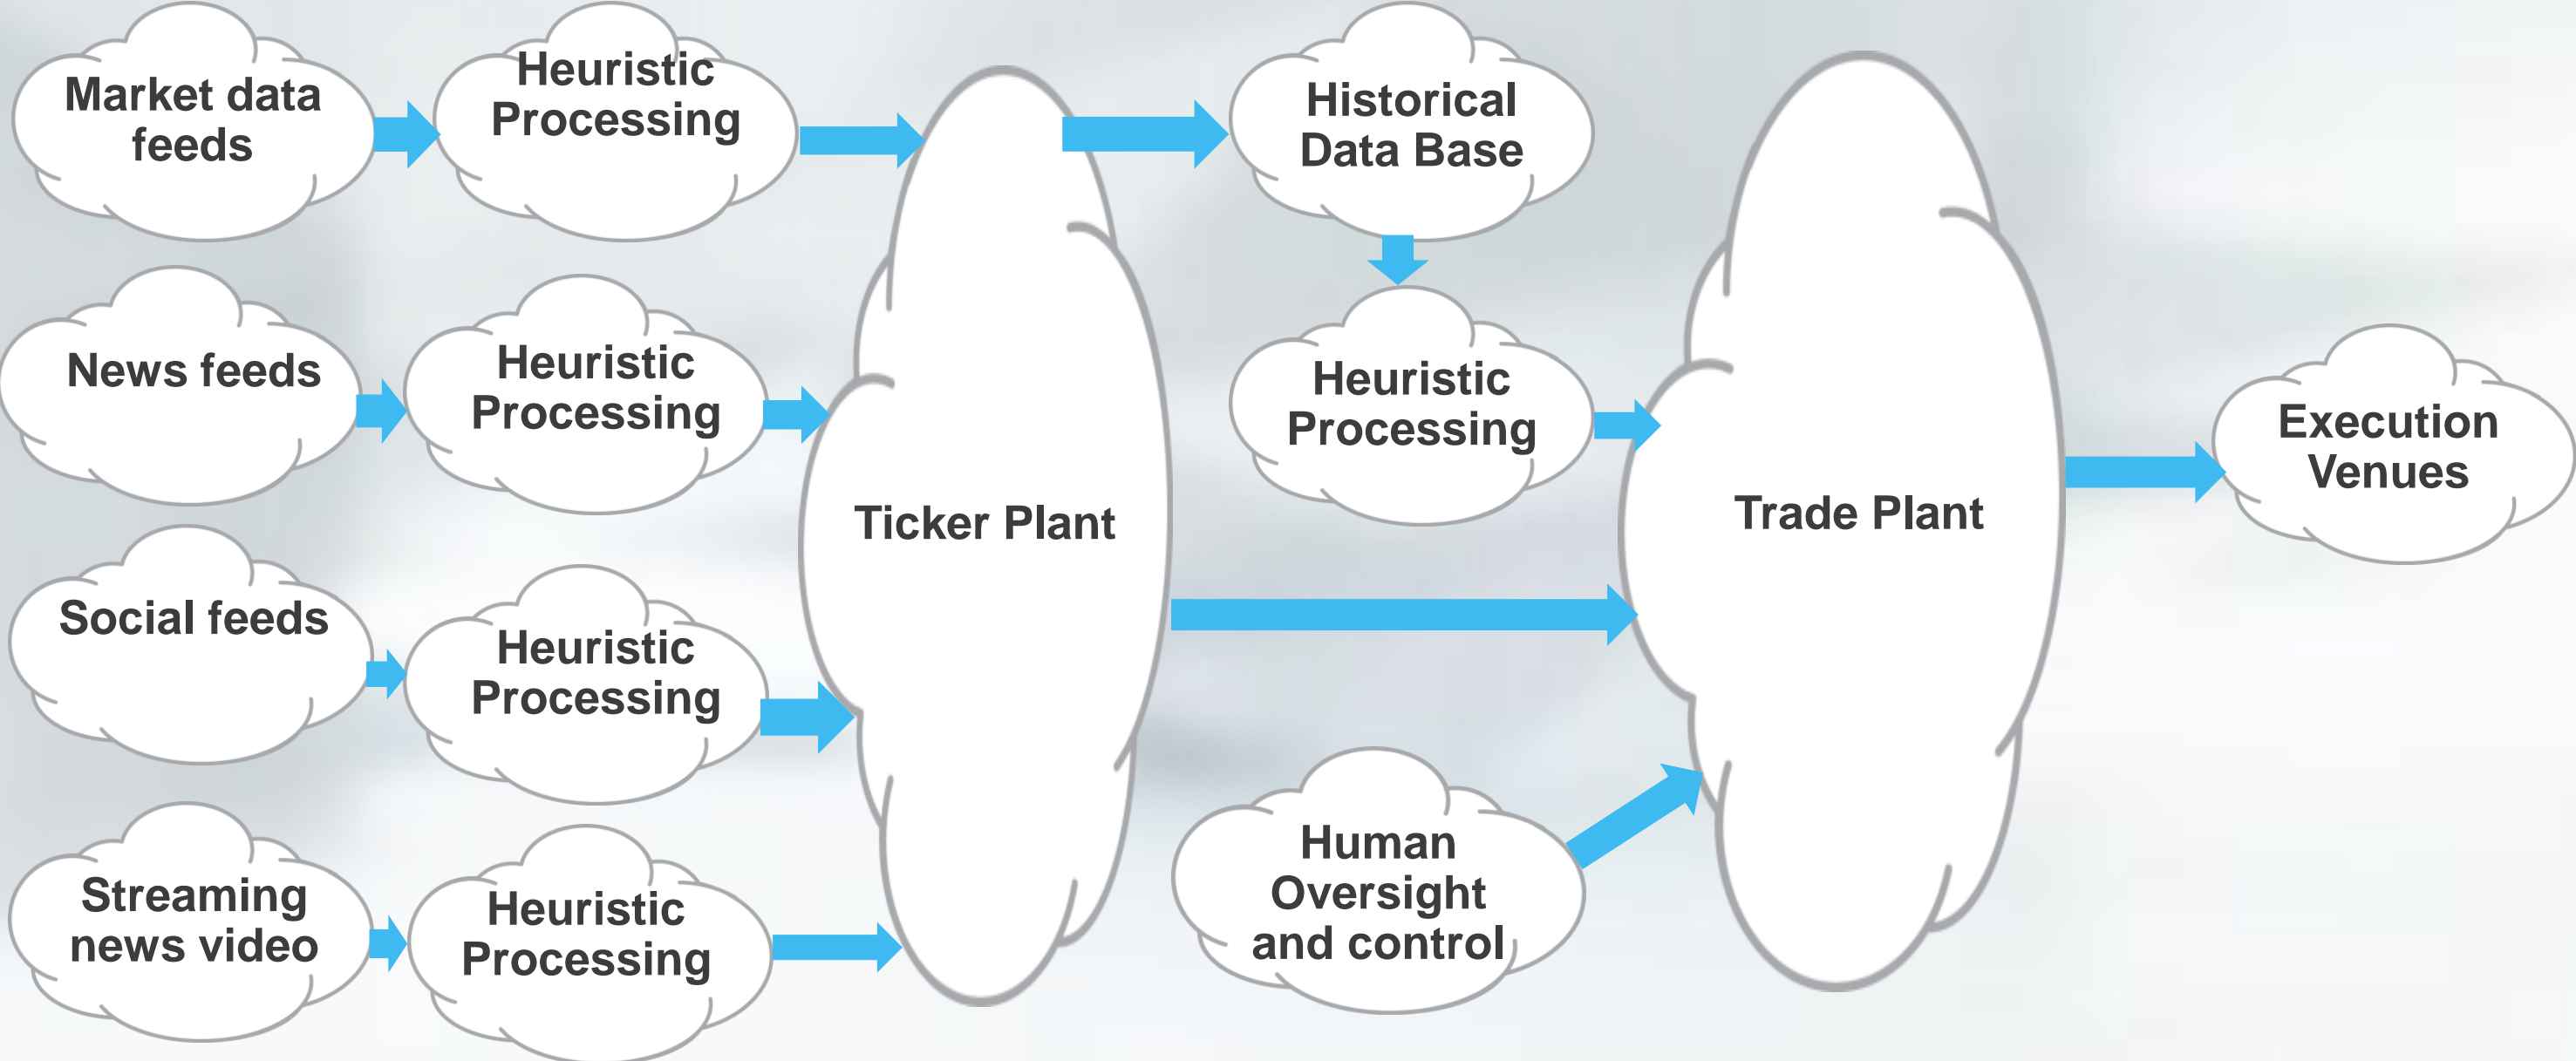 Market data
feeds
Heuristic
Processing
Historical
Data Base
News feeds
Heuristic
Processing
Heuristic
Processing
Execution
Venues
Ticker Plant
Trade Plant
Social feeds
Heuristic
Processing
Streaming
news video
Heuristic
Processing
Human
Oversight
and control